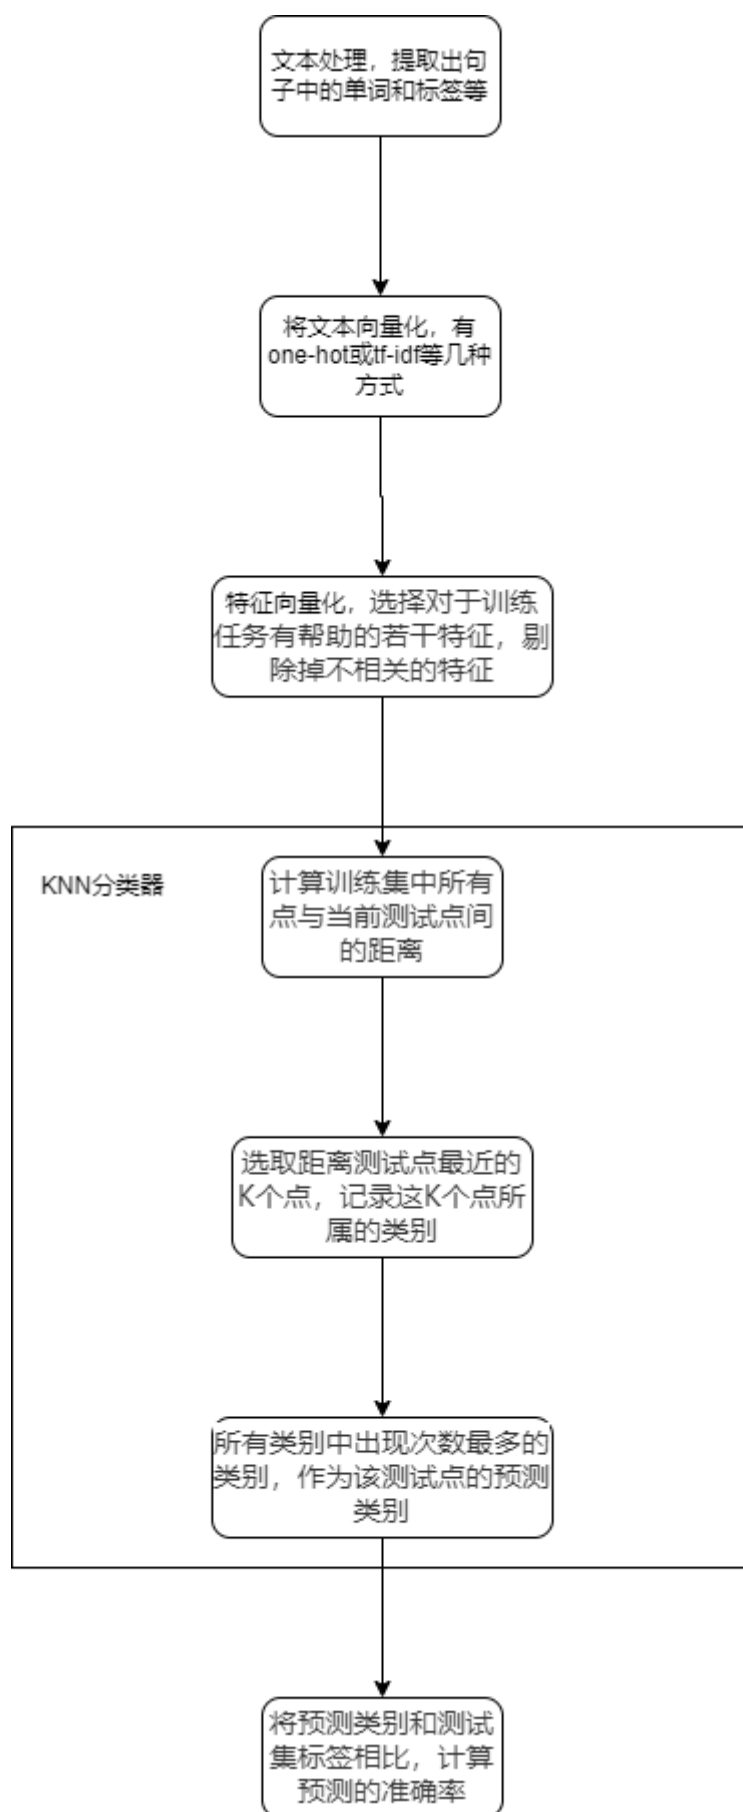 文本处理，提取出句
子中的单词和标签等
将文本向量化，有
one-hot或tf-idf等几种
方式
特征向量化，选择对于训练
任务有帮助的若干特征，剔
除掉不相关的特征
KNN分类器
计算训练集中所有
点与当前测试点间
的距离
选取距离测试点最近的
K个点，记录这K个点所
属的类别
所有类别中出现次数最多的
类别，作为该测试点的预测
类别
将预测类别和测试
集标签相比，计算
预测的准确率